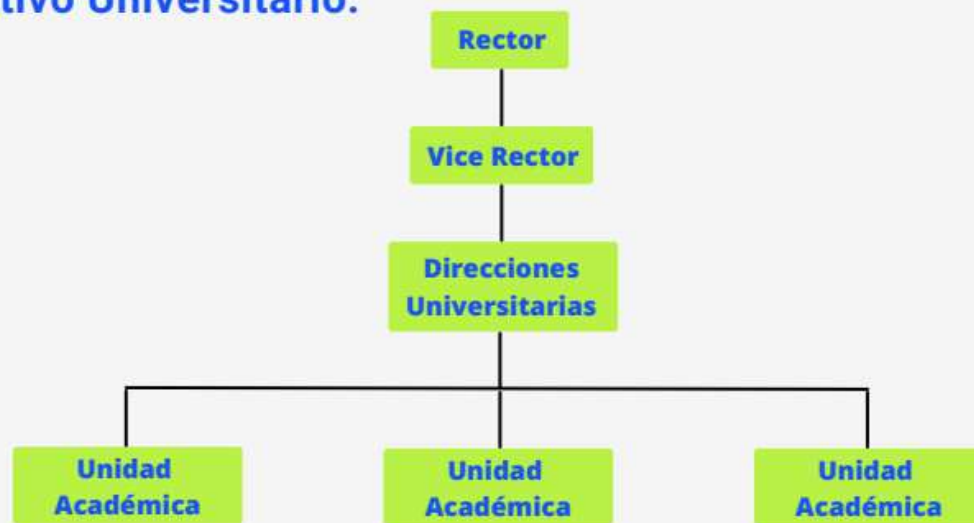 tivo Universitario.
Rector
Vice Rector
Direcciones
Universitarias
Unidad
Académica
Unidad
Académica
Unidad
Académica